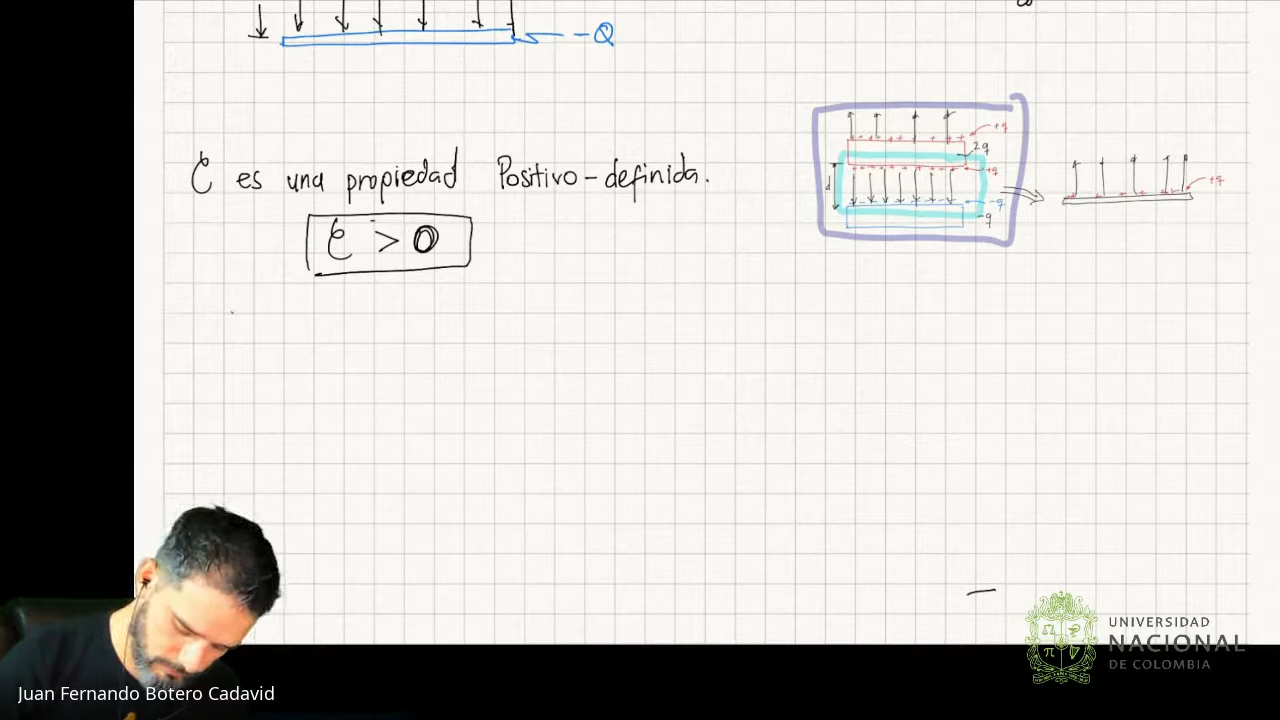 -Q
C es una propiedad Positivo-definida.
C > 0
+q
2q
+q
d
-q
-q
+q
UNIVERSIDAD
NACIONAL
DE COLOMBIA
Juan Fernando Botero Cadavid